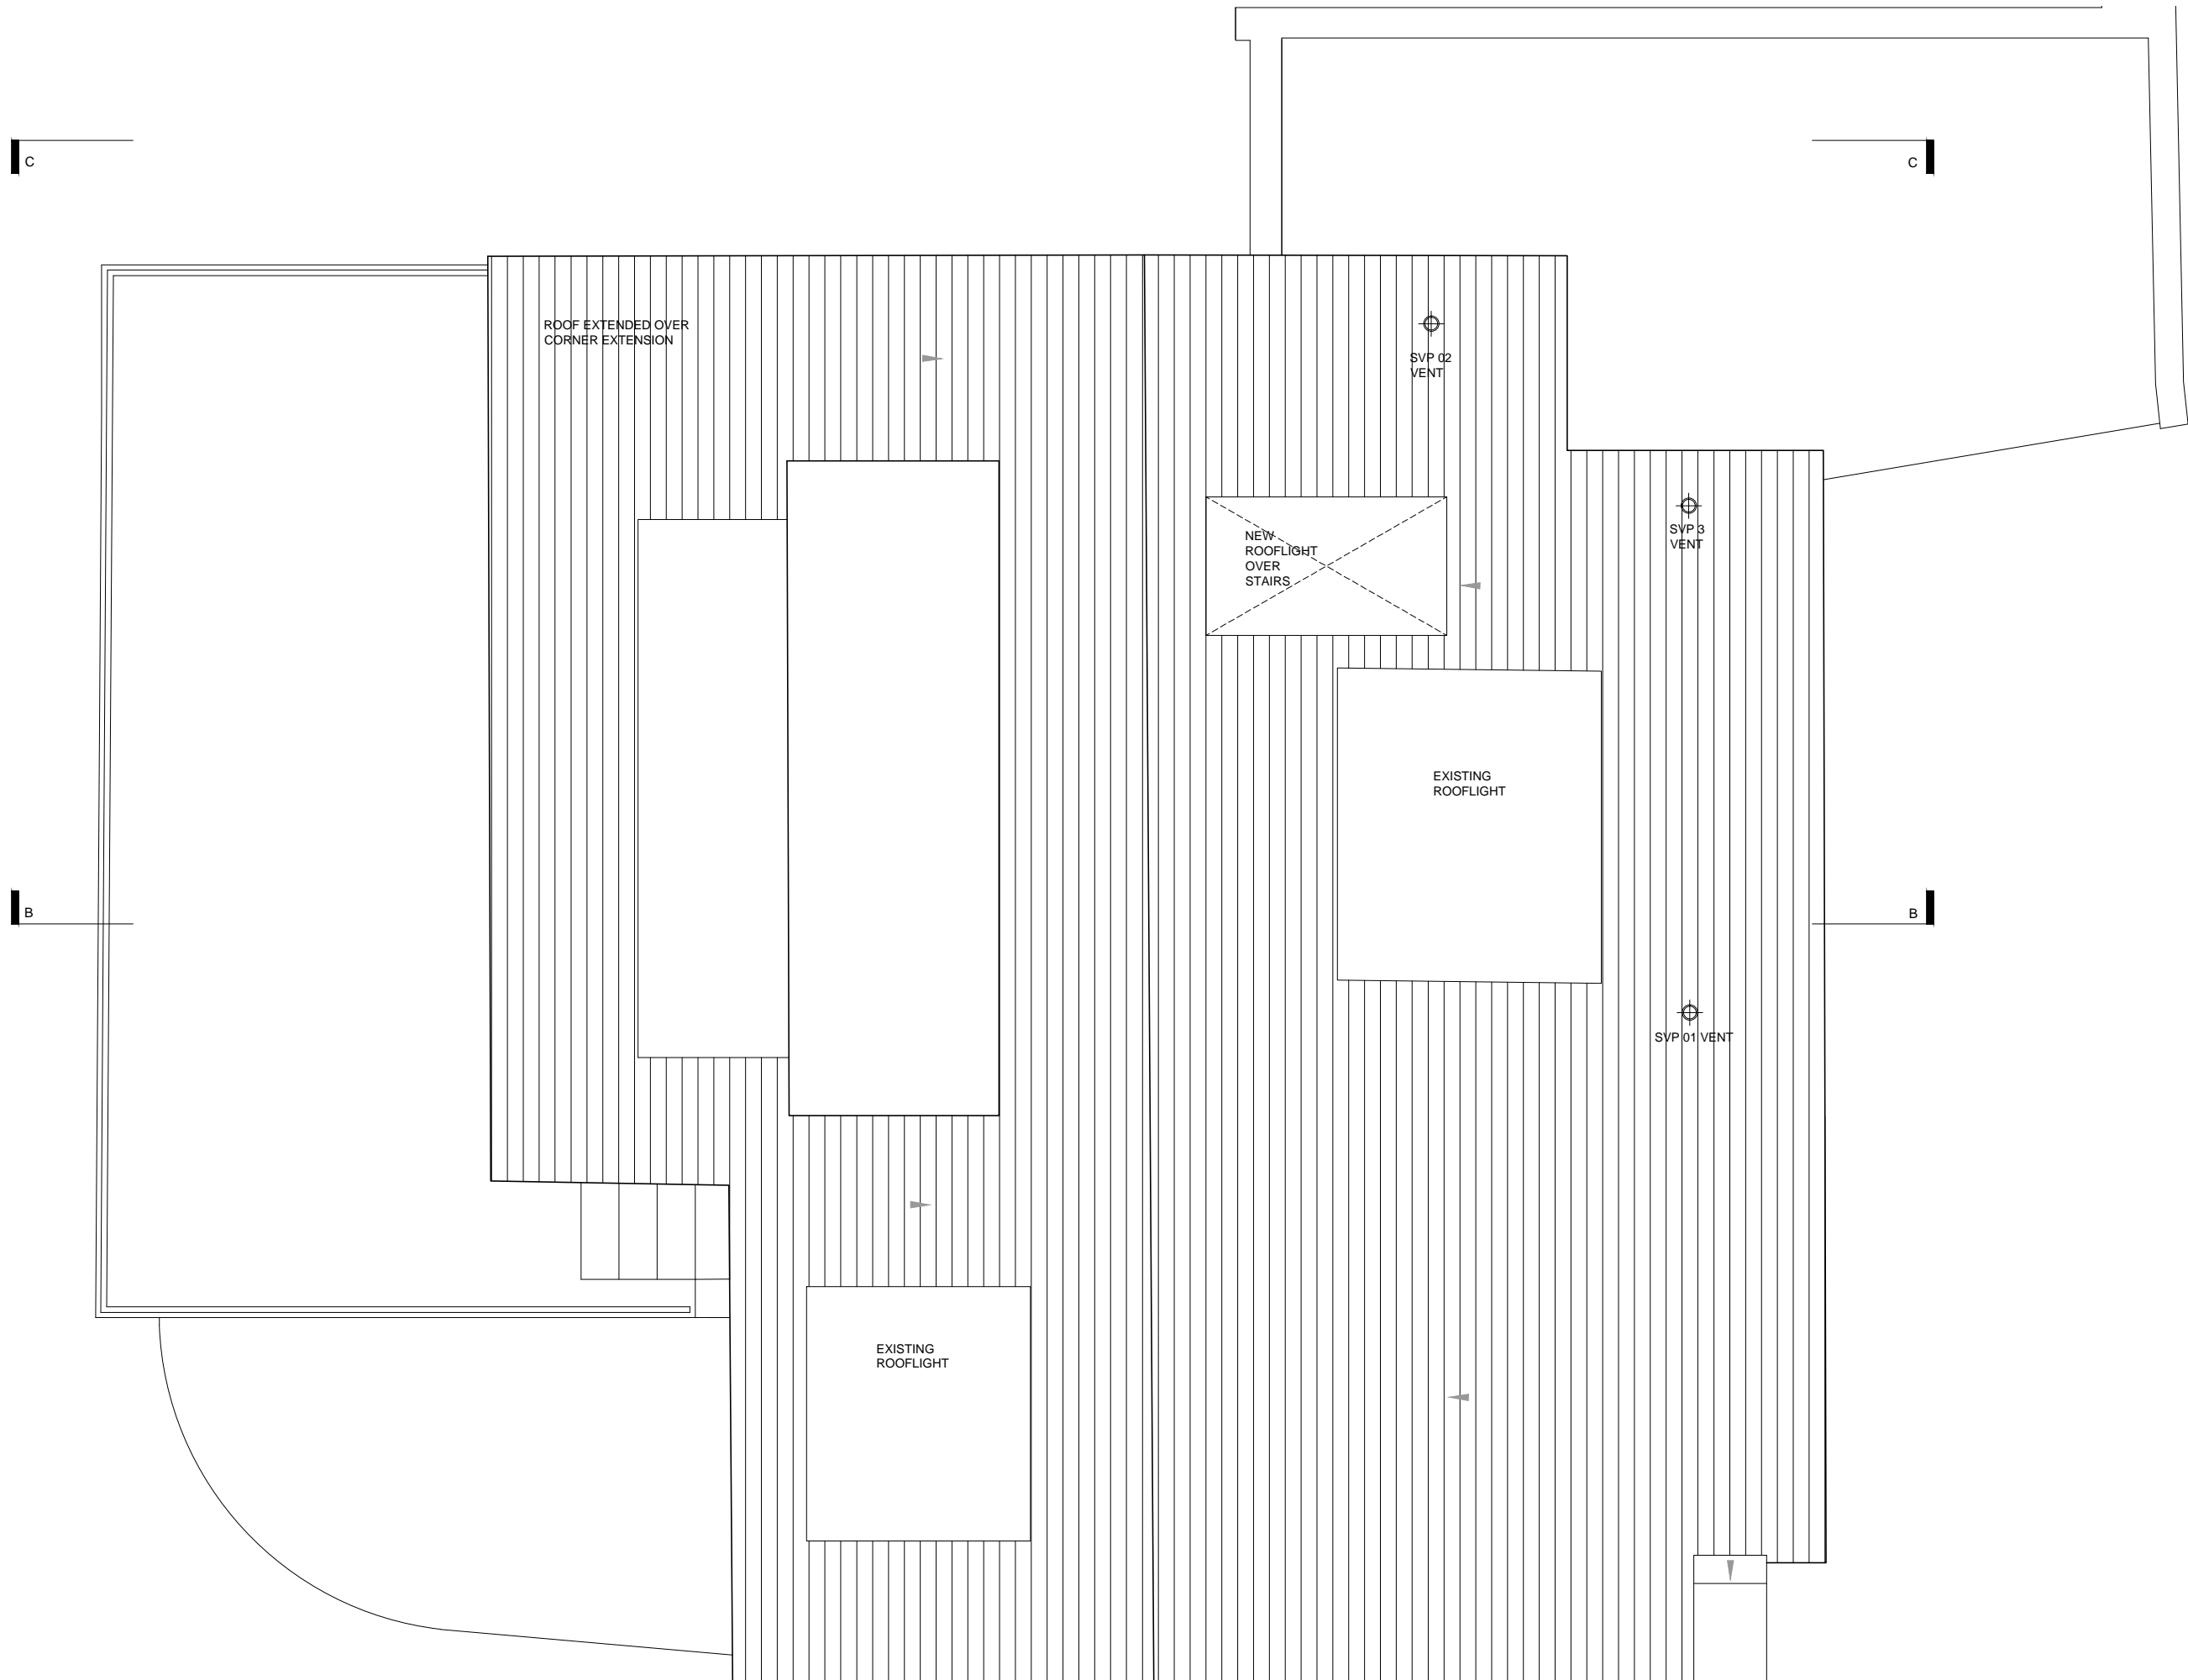 C
C
ROOF EXTENDED OVER
CORNER EXTENSION
SVP 02
VENT
NEW
ROOFLIGHT
OVER
STAIRS
SVP 3
VENT
EXISTING
ROOFLIGHT
B
B
SVP 01 VENT
EXISTING
ROOFLIGHT